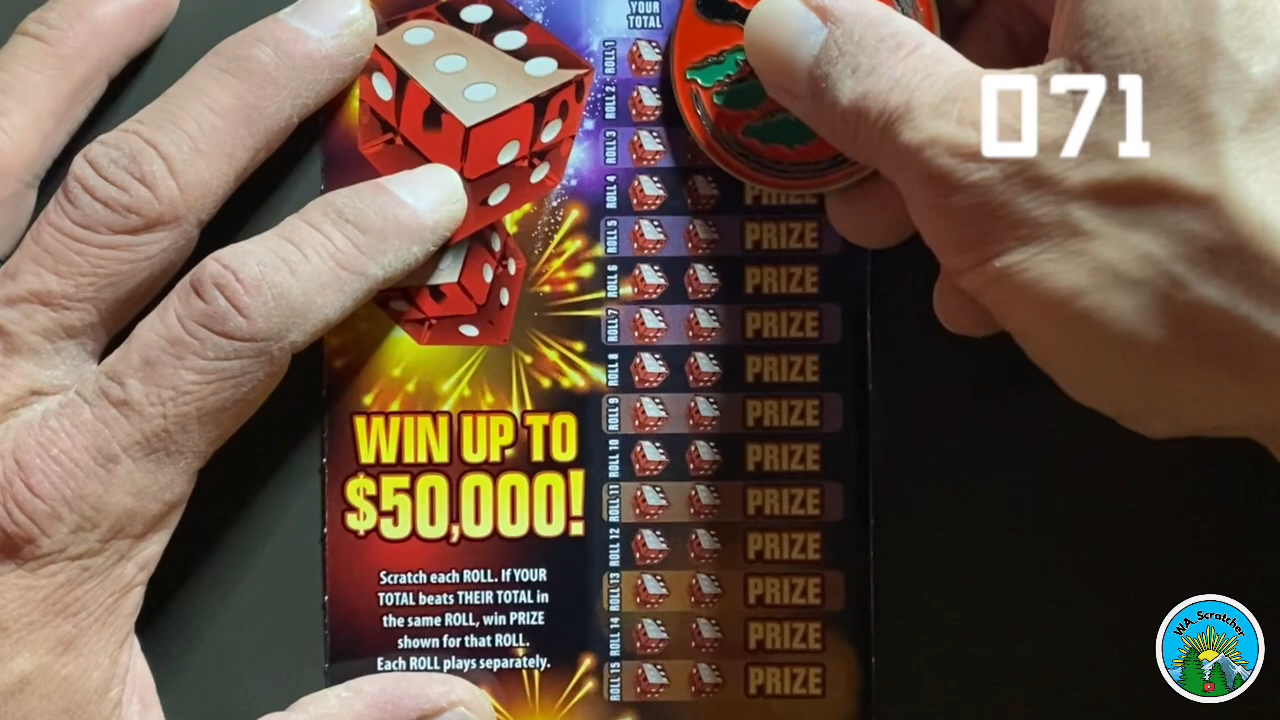 YOUR
TOTAL
071
ROLL 1
ROLL 2
ROLL 3
ROLL 4 PRIZE
ROLL 5 PRIZE
ROLL 6 PRIZE
ROLL 7 PRIZE
ROLL 8 PRIZE
ROLL 9 PRIZE
ROLL 10 PRIZE
ROLL 11 PRIZE
ROLL 12 PRIZE
ROLL 13 PRIZE
ROLL 14 PRIZE
ROLL 15 PRIZE
WIN UP TO
$50,000!
Scratch each ROLL. If YOUR
TOTAL beats THEIR TOTAL in
the same ROLL, win PRIZE
shown for that ROLL.
Each ROLL plays separately.
WA Scratcher